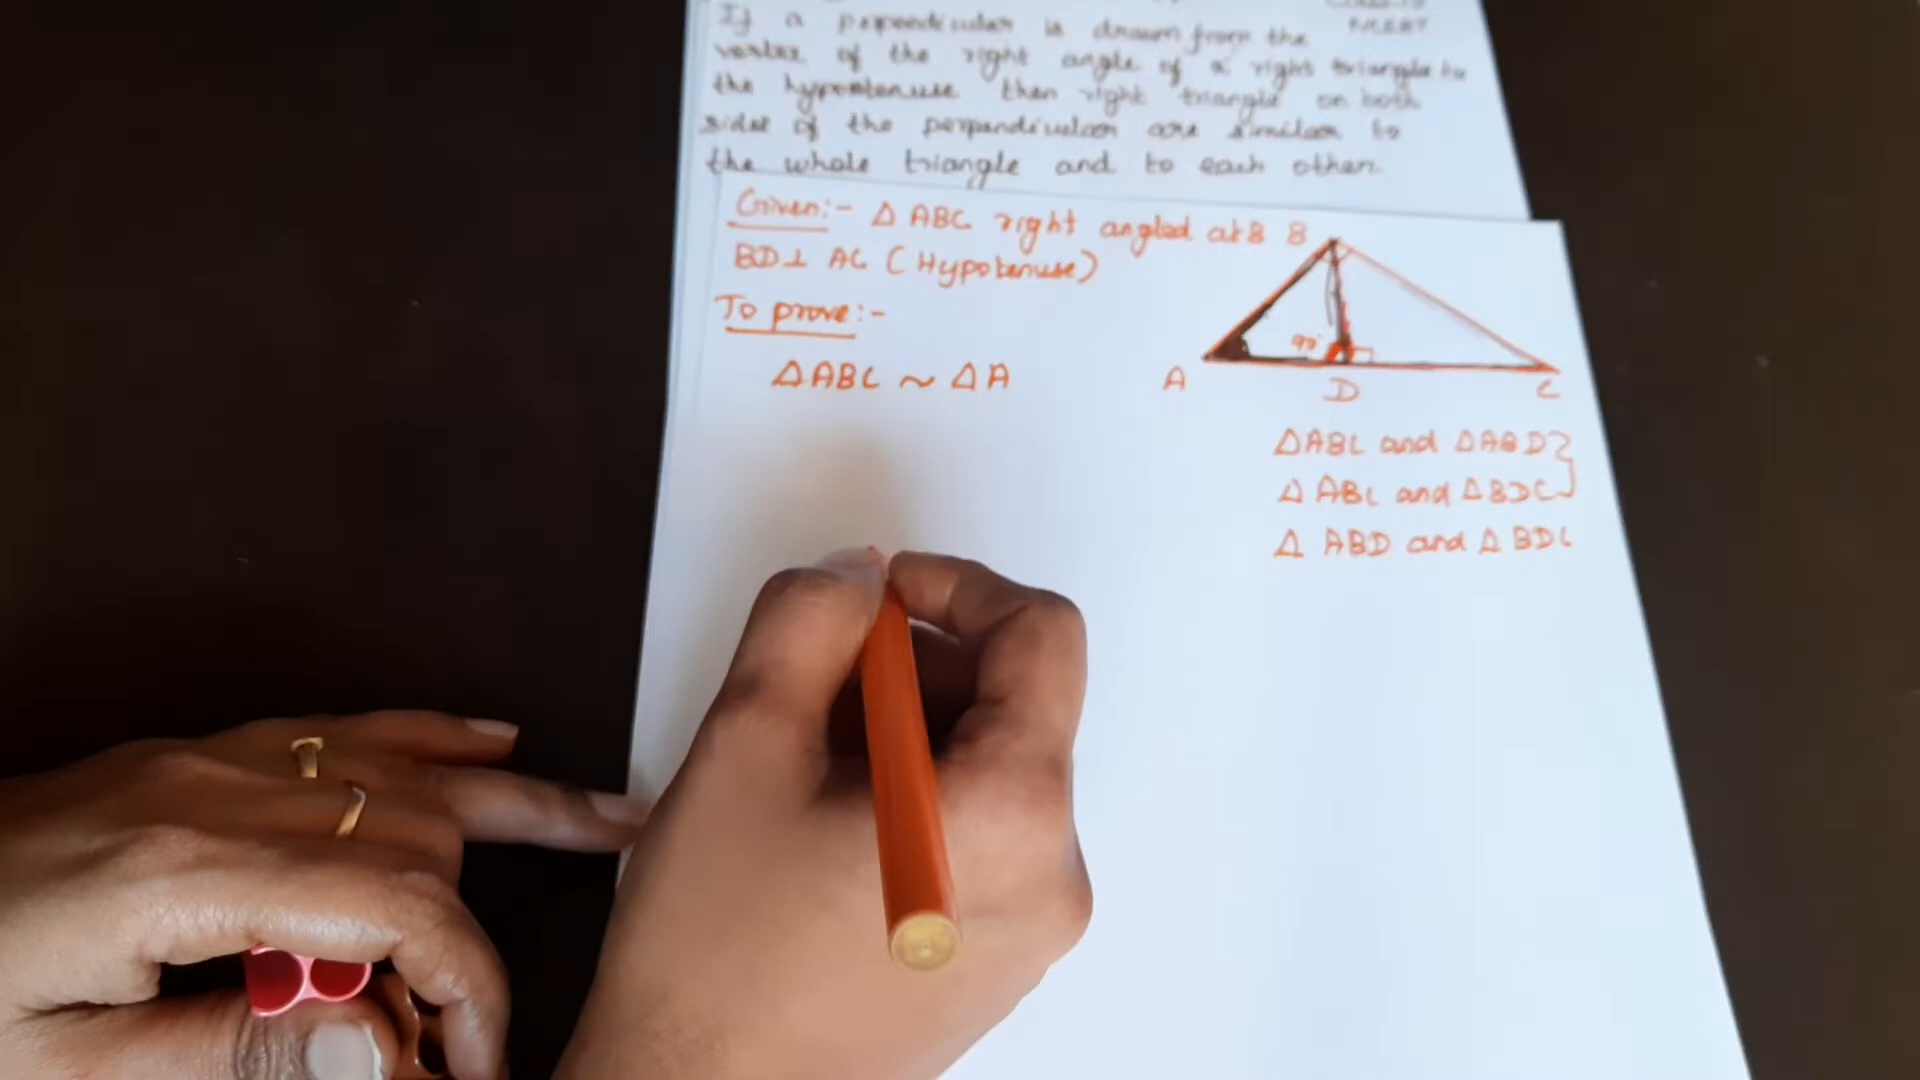 If a perpendicular is drawn from the
NCERT
vertex of the right angle of a right triangle to
the hypotenuse then right triangle on both
sides of the perpendicular are similar to
the whole triangle and to each other.
Given:- △ ABC right angled at B
BD⊥ AC (Hypotenuse)
To prove:-
△ABC ~ △A
B
90°
A
D
C
△ABC and △ABD
△ ABC and △BDC
△ ABD and △ BDC